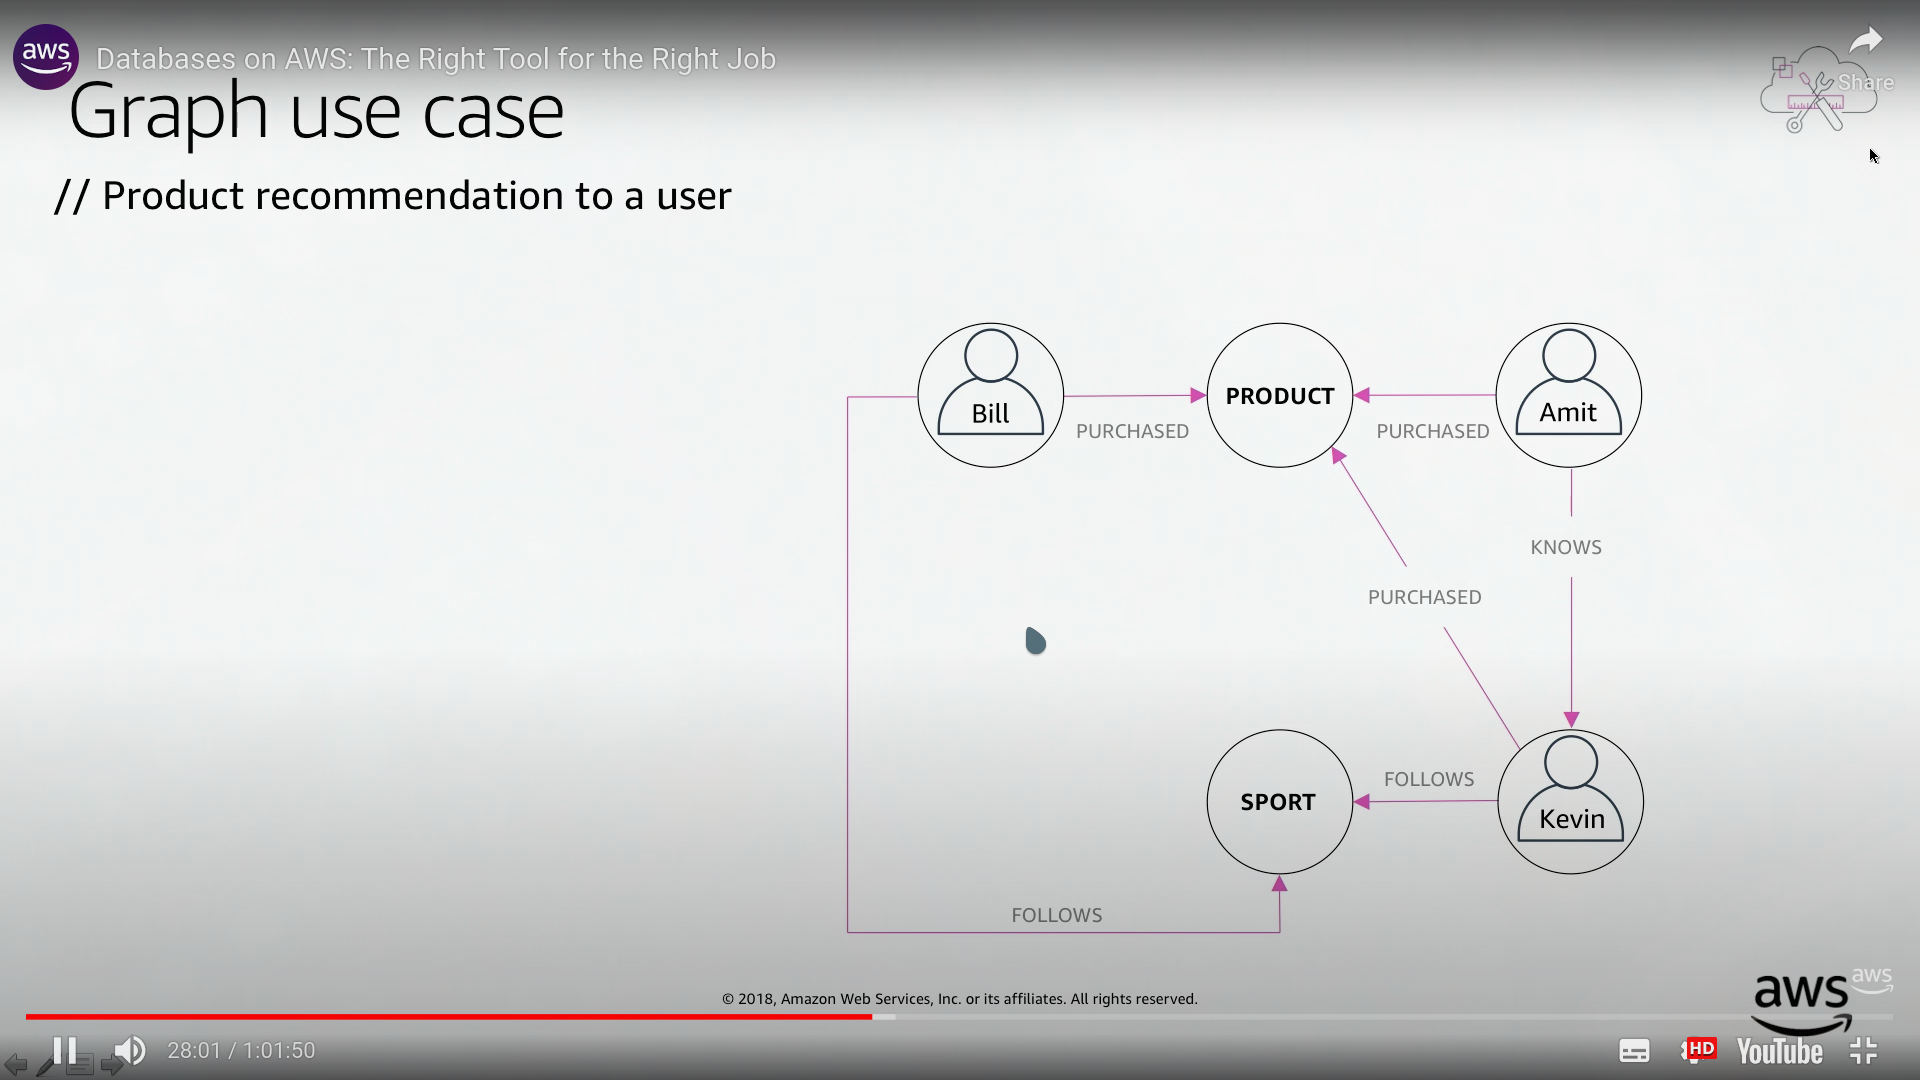 aws
Databases on AWS: The Right Tool for the Right Job
Share
Graph use case
// Product recommendation to a user
Bill
PURCHASED
PRODUCT
PURCHASED
Amit
KNOWS
PURCHASED
SPORT
FOLLOWS
Kevin
FOLLOWS
© 2018, Amazon Web Services, Inc. or its affiliates. All rights reserved.
aws
aws
28:01 / 1:01:50
HD
YouTube